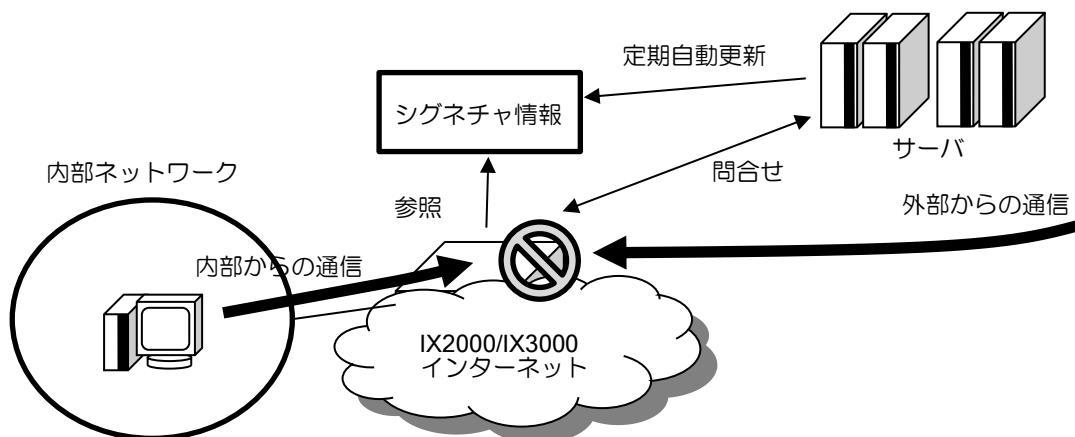 定期自動更新
シグネチャ情報
サーバ
内部ネットワーク
問合せ
参照
外部からの通信
内部からの通信
IX2000/IX3000
インターネット